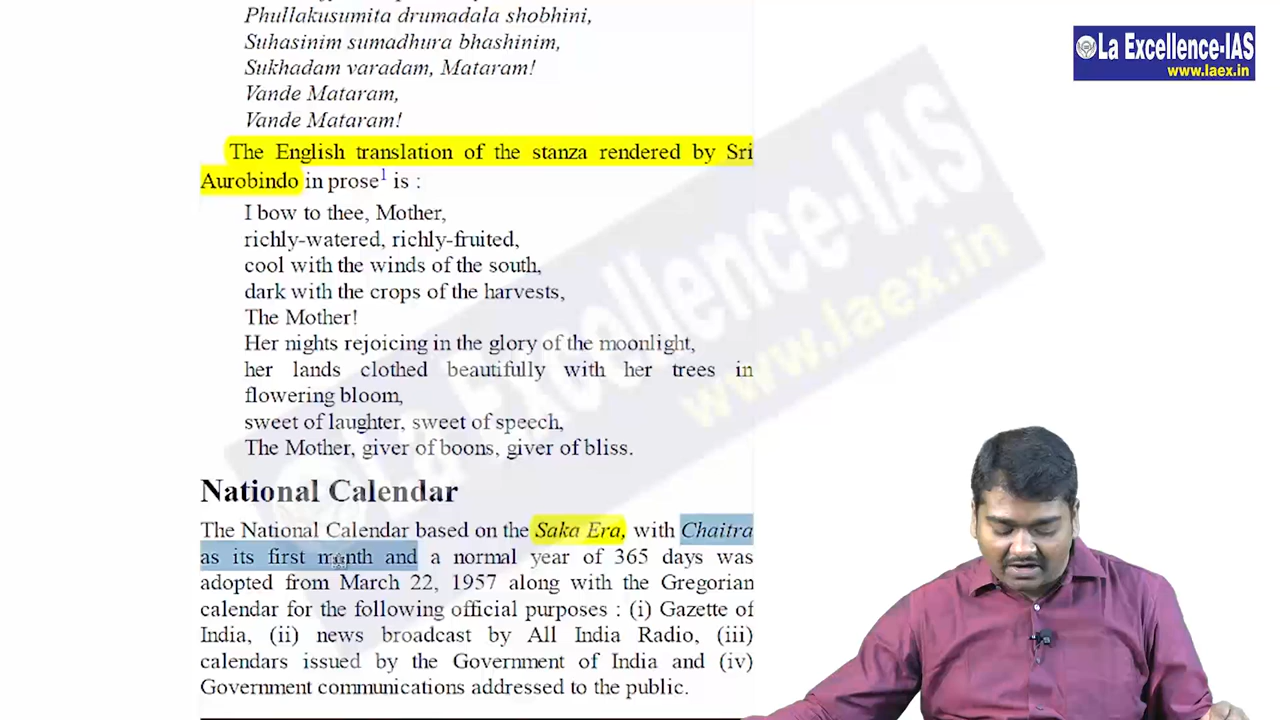 Phullakusumita drumadala shobhini,
Suhasinim sumadhura bhashinim,
Sukhadam varadam, Mataram!
Vande Mataram,
Vande Mataram!
The English translation of the stanza rendered by Sri
Aurobindo in prose1 is :
I bow to thee, Mother,
richly-watered, richly-fruited,
cool with the winds of the south,
dark with the crops of the harvests,
The Mother!
Her nights rejoicing in the glory of the moonlight,
her lands clothed beautifully with her trees in
flowering bloom,
sweet of laughter, sweet of speech,
The Mother, giver of boons, giver of bliss.
National Calendar
The National Calendar based on the Saka Era, with Chaitra
as its first month and a normal year of 365 days was
adopted from March 22, 1957 along with the Gregorian
calendar for the following official purposes : (i) Gazette of
India, (ii) news broadcast by All India Radio, (iii)
calendars issued by the Government of India and (iv)
Government communications addressed to the public.
La Excellence-IAS
www.laex.in
La Excellence-IAS
www.laex.in